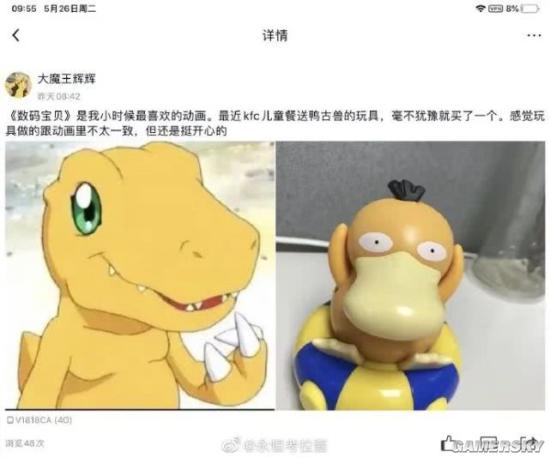 09:55 5月26日周二 VPN 8%
详情
大魔王辉辉
昨天 08:42
《数码宝贝》是我小时候最喜欢的动画。最近kfc儿童餐送鸭古兽的玩具，毫不犹豫就买了一个。感觉玩
具做的跟动画里不太一致，但还是挺开心的
V1818CA (4G)
浏览48次
@永恒考拉酱
GAMERSKY